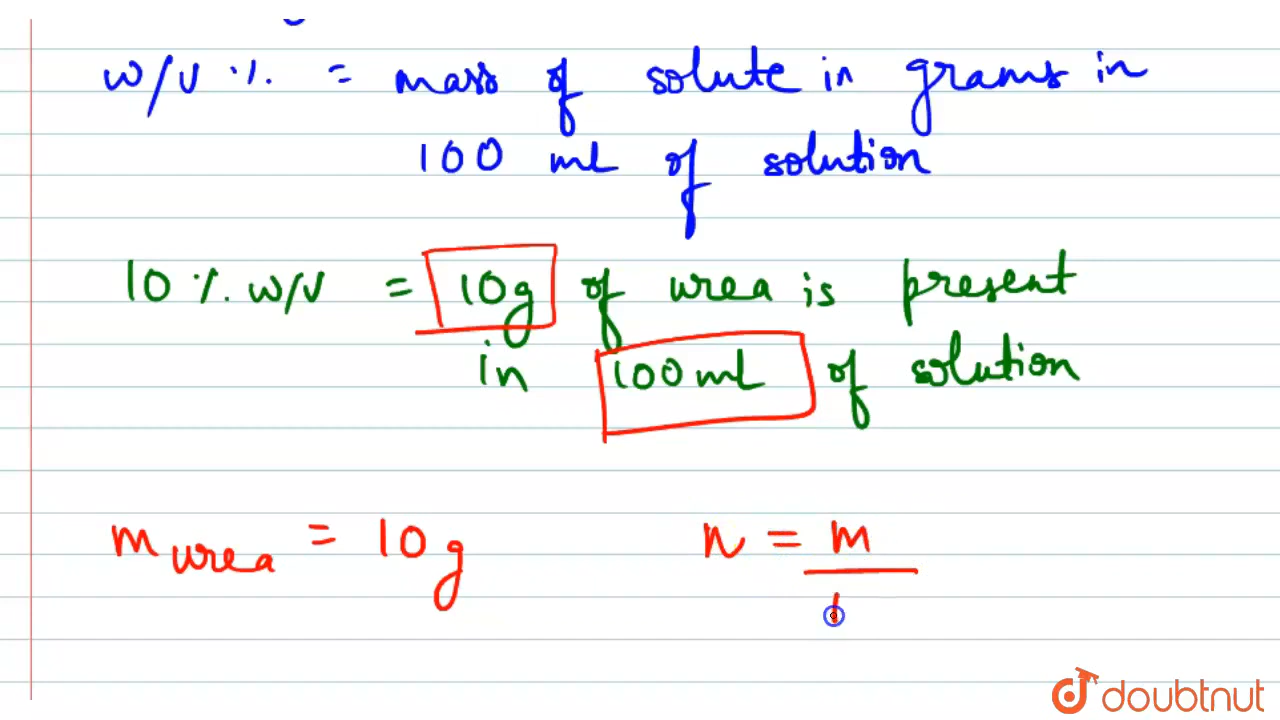 w/v % = mass of solute in grams in
100 ml of solution
10 % w/v = 10g of urea is present
in 100 ml of solution
m urea = 10 g
n = m
doubtnut